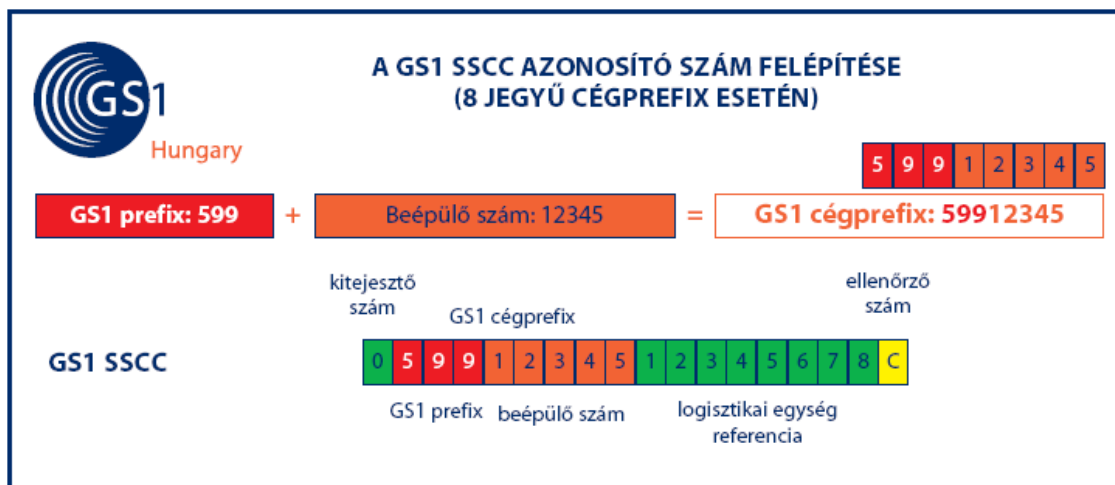 GS1
Hungary
A GS1 SSCC AZONOSÍTÓ SZÁM FELÉPÍTÉSE
(8 JEGYŰ CÉGPREFIX ESETÉN)
5 9 9 1 2 3 4 5
GS1 prefix: 599 + Beépülő szám: 12345 = GS1 cégprefix: 59912345
kitejesztő
szám
ellenőrző
szám
GS1 cégprefix
GS1 SSCC 0 5 9 9 1 2 3 4 5 1 2 3 4 5 6 7 8 C
GS1 prefix beépülő szám logisztikai egység
referencia